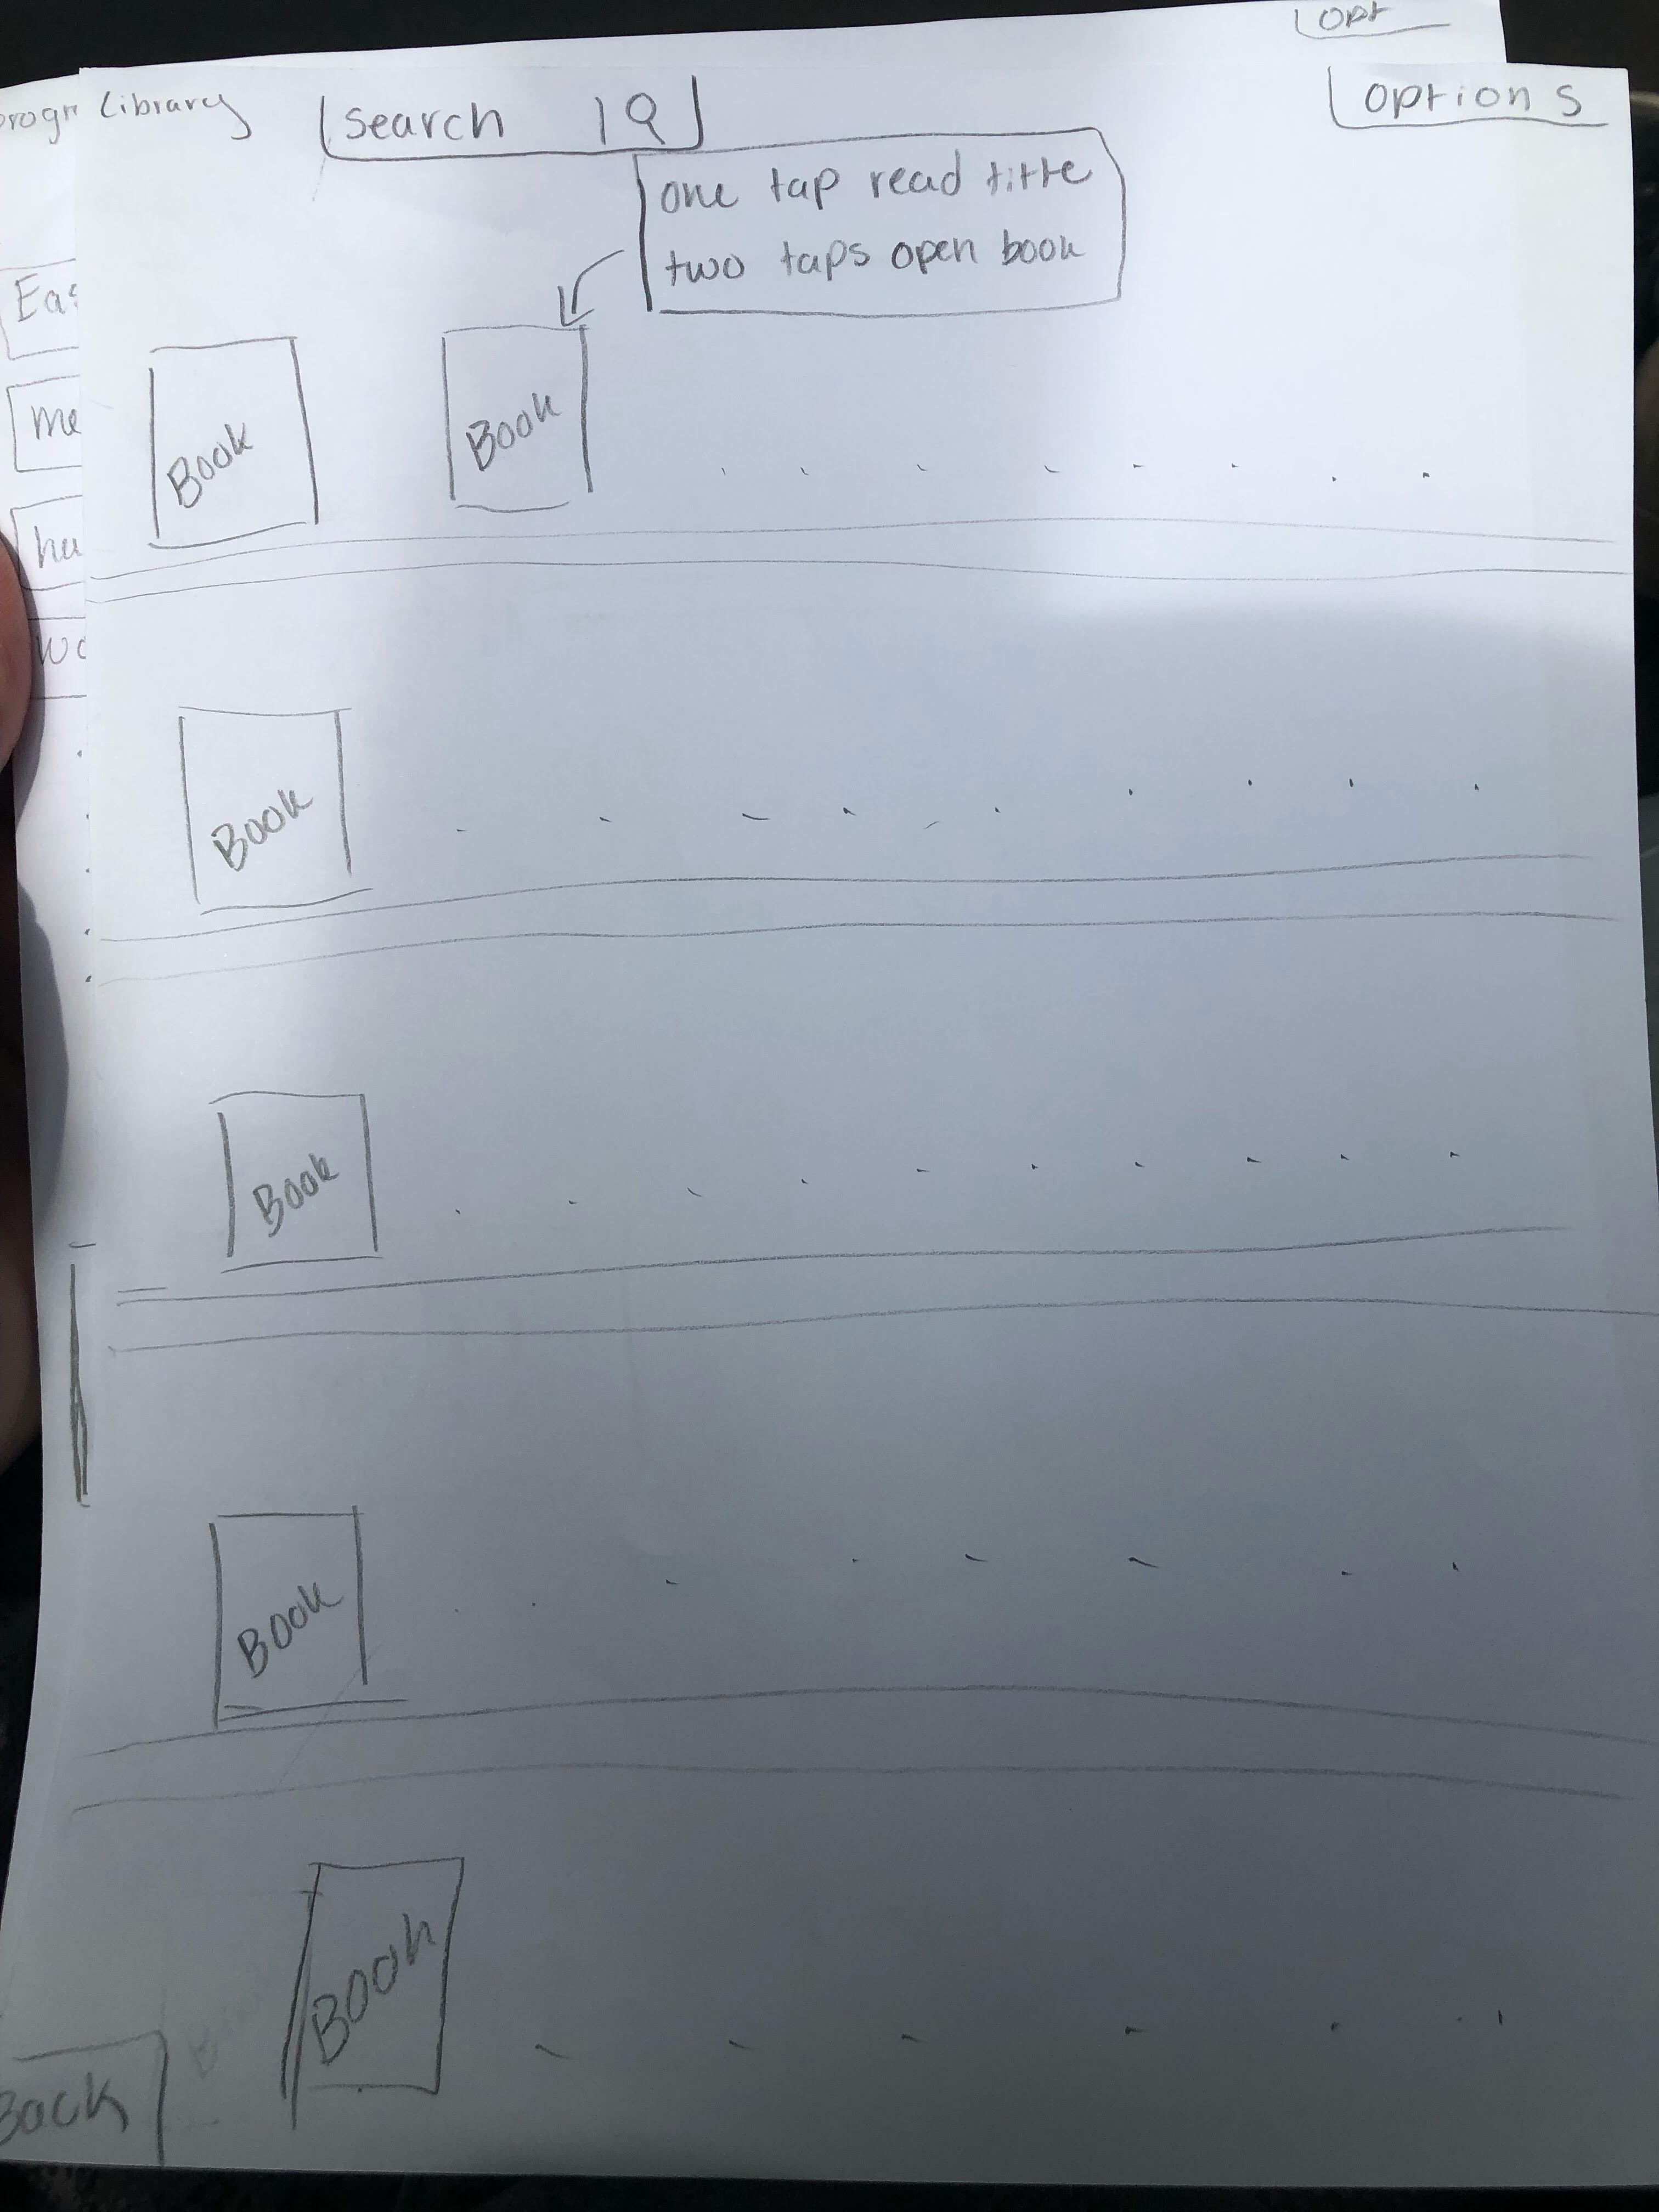 opt
progr
Library
search
options
one tap read title
two taps open book
Eas
me
Book
Book
ha
wo
Book
Book
Book
Book
Back